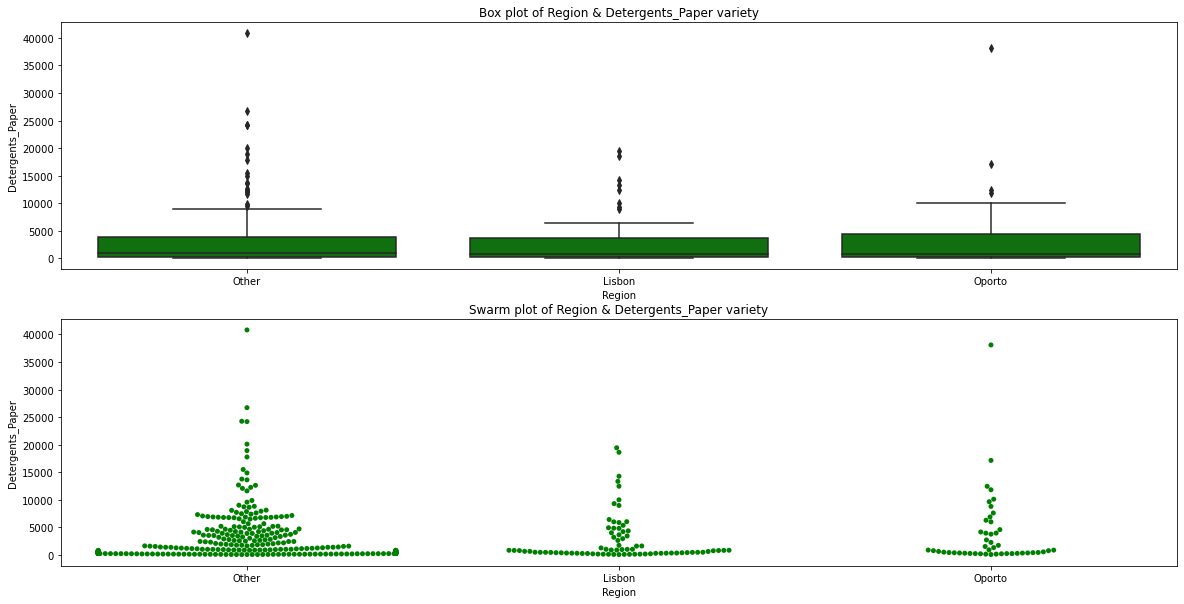 Box plot of Region & Detergents_Paper variety
40000
35000
30000
25000
20000
15000
10000
5000
0
Detergents_Paper
Other Lisbon Oporto
Region
Swarm plot of Region & Detergents_Paper variety
40000
35000
30000
25000
20000
15000
10000
5000
0
Detergents_Paper
Other Lisbon Oporto
Region